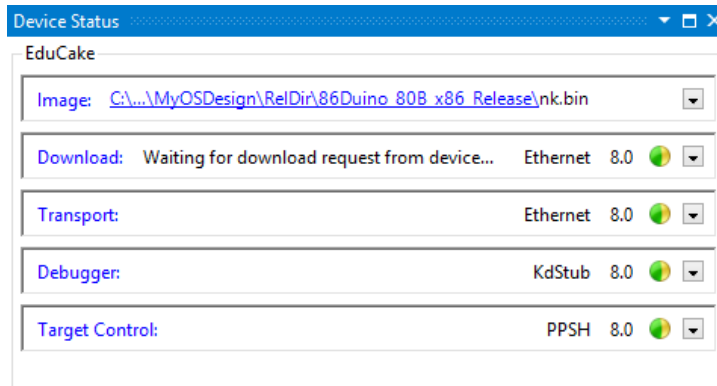 Device Status
EduCake
Image: C:\...\MyOSDesign\RelDir\86Duino_80B_x86_Release\nk.bin
Download: Waiting for download request from device... Ethernet 8.0
Transport: Ethernet 8.0
Debugger: KdStub 8.0
Target Control: PPSH 8.0